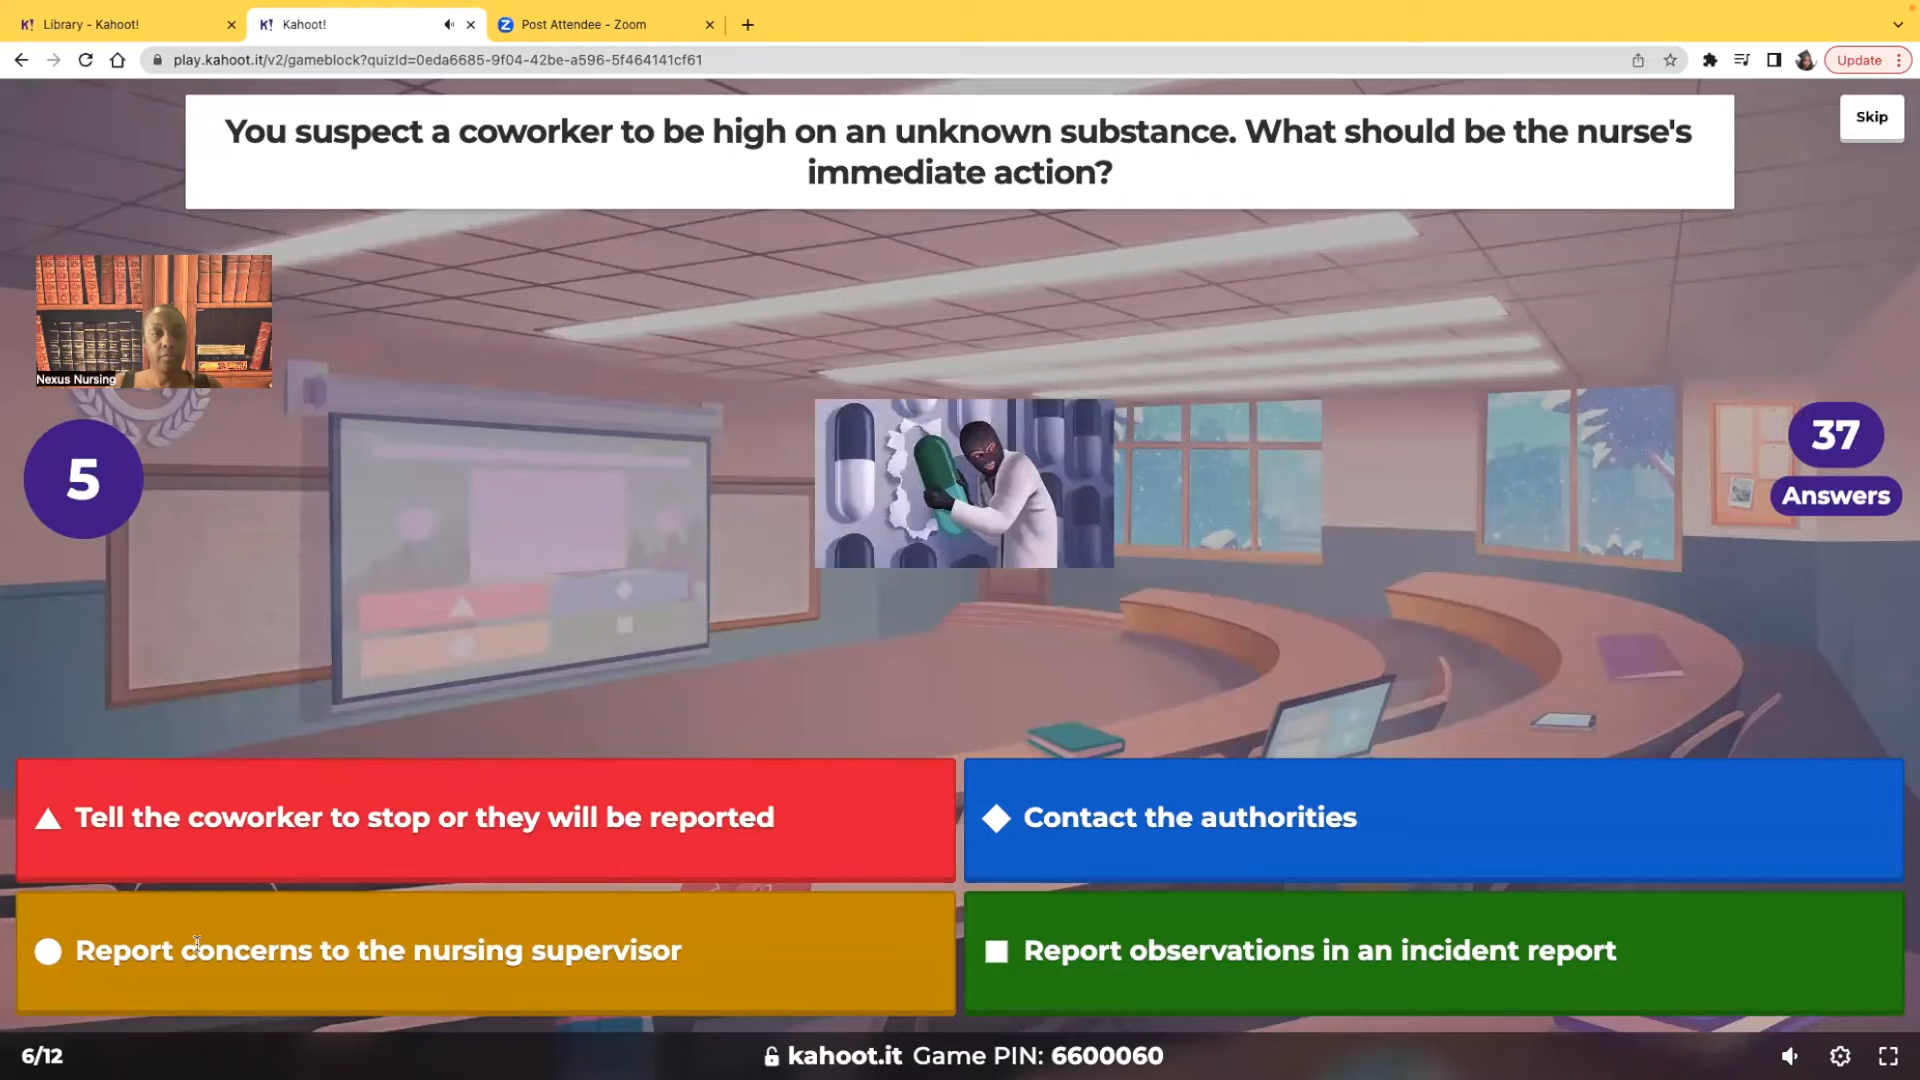 Library - Kahoot!
Kahoot!
Post Attendee - Zoom
play.kahoot.it/v2/gameblock?quizId=0eda6685-9f04-42be-a596-5f464141cf61
Update
You suspect a coworker to be high on an unknown substance. What should be the nurse's
immediate action?
Skip
Nexus Nursing
5
37
Answers
Tell the coworker to stop or they will be reported
Contact the authorities
Report concerns to the nursing supervisor
Report observations in an incident report
6/12
kahoot.it Game PIN: 6600060